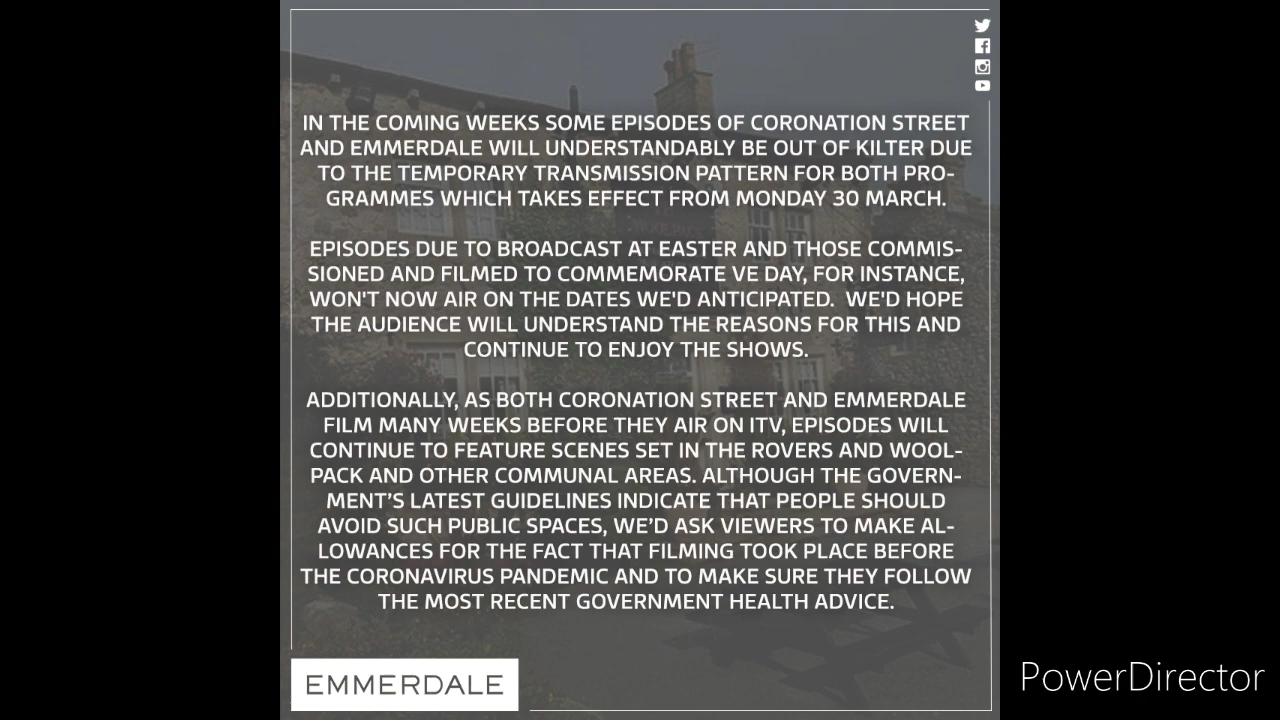 IN THE COMING WEEKS SOME EPISODES OF CORONATION STREET
AND EMMERDALE WILL UNDERSTANDABLY BE OUT OF KILTER DUE
TO THE TEMPORARY TRANSMISSION PATTERN FOR BOTH PRO-
GRAMMES WHICH TAKES EFFECT FROM MONDAY 30 MARCH.
EPISODES DUE TO BROADCAST AT EASTER AND THOSE COMMIS-
SIONED AND FILMED TO COMMEMORATE VE DAY, FOR INSTANCE,
WON'T NOW AIR ON THE DATES WE'D ANTICIPATED. WE'D HOPE
THE AUDIENCE WILL UNDERSTAND THE REASONS FOR THIS AND
CONTINUE TO ENJOY THE SHOWS.
ADDITIONALLY, AS BOTH CORONATION STREET AND EMMERDALE
FILM MANY WEEKS BEFORE THEY AIR ON ITV, EPISODES WILL
CONTINUE TO FEATURE SCENES SET IN THE ROVERS AND WOOL-
PACK AND OTHER COMMUNAL AREAS. ALTHOUGH THE GOVERN-
MENT’S LATEST GUIDELINES INDICATE THAT PEOPLE SHOULD
AVOID SUCH PUBLIC SPACES, WE’D ASK VIEWERS TO MAKE AL-
LOWANCES FOR THE FACT THAT FILMING TOOK PLACE BEFORE
THE CORONAVIRUS PANDEMIC AND TO MAKE SURE THEY FOLLOW
THE MOST RECENT GOVERNMENT HEALTH ADVICE.
EMMERDALE
PowerDirector